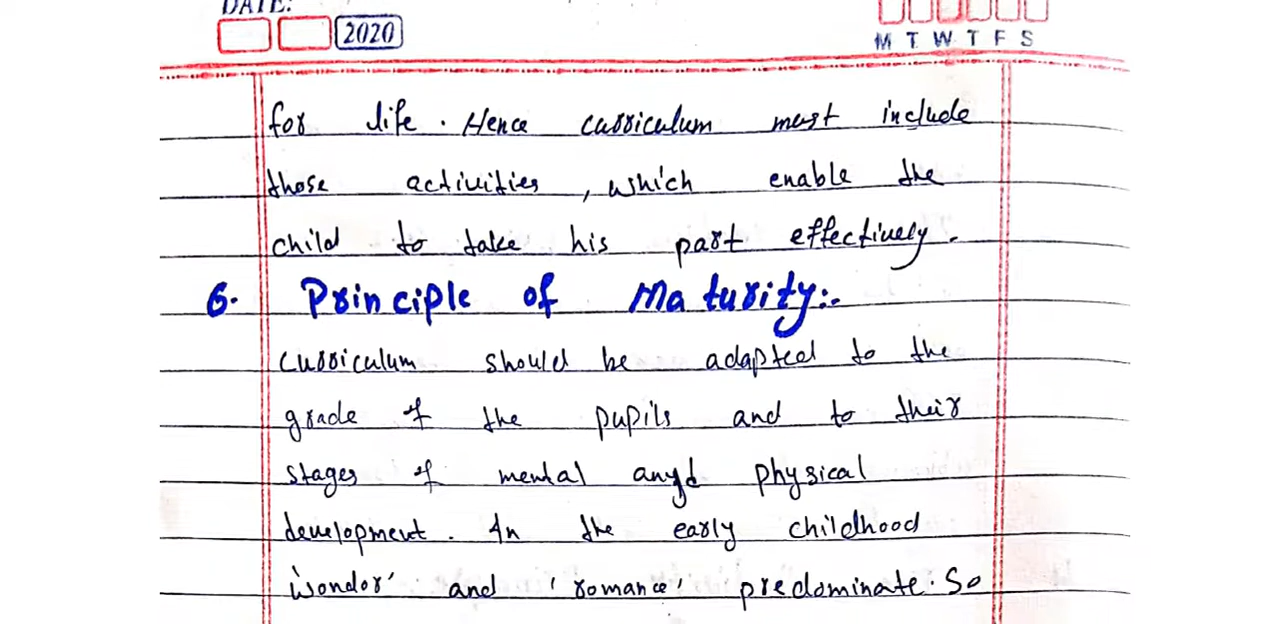 DATE:
2020
M T W T F S
for life. Hence curriculum must include
those activities, which enable the
child to take his part effectively.
6. Principle of Maturity:-
curriculum should be adapted to the
grade of the pupils and to their
stages of mental anyd physical
development. In the early childhood
'wonder' and 'romance' predominate. So